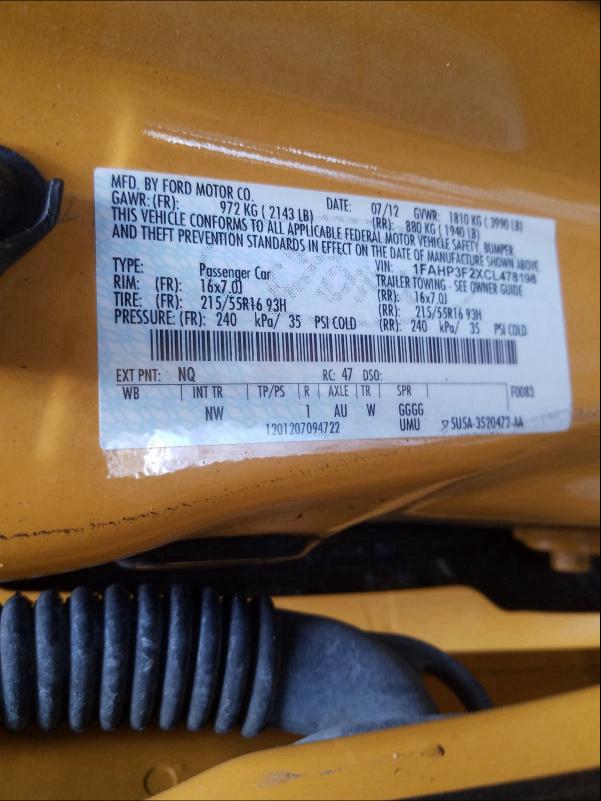 MFD. BY FORD MOTOR CO.
DATE: 07/12 GVWR: 1810 KG ( 3990 LB)
GAWR: (FR): 972 KG ( 2143 LB) (RR): 880 KG ( 1940 LB)
THIS VEHICLE CONFORMS TO ALL APPLICABLE FEDERAL MOTOR VEHICLE SAFETY, BUMPER,
AND THEFT PREVENTION STANDARDS IN EFFECT ON THE DATE OF MANUFACTURE SHOWN ABOVE.
VIN: 1FAHP3F2XCL478198
TYPE: Passenger Car TRAILER TOWING - SEE OWNER GUIDE
RIM: (FR): 16x7.0J (RR): 16x7.0J
TIRE: (FR): 215/55R16 93H (RR): 215/55R16 93H
PRESSURE: (FR): 240 kPa/ 35 PSI COLD (RR): 240 kPa/ 35 PSI COLD
EXT PNT: NQ RC: 47 DSO:
WB INT TR TP/PS R AXLE TR SPR F0083
NW 1 AU W GGGG
1201207094722 UMU ▽ 5U5A-3520472-AA